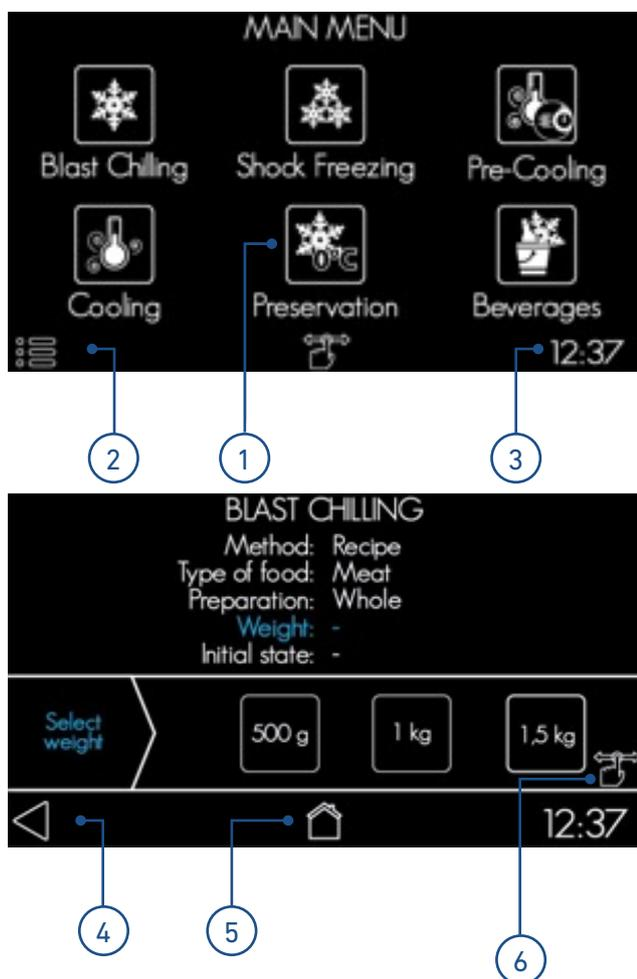 MAIN MENU
Blast Chilling Shock Freezing Pre-Cooling
0°C
Cooling Preservation Beverages
12:37
2 1 3
BLAST CHILLING
Method: Recipe
Type of food: Meat
Preparation: Whole
Weight: -
Initial state: -
Select
weight
500 g 1 kg 1,5 kg
12:37
4 5 6